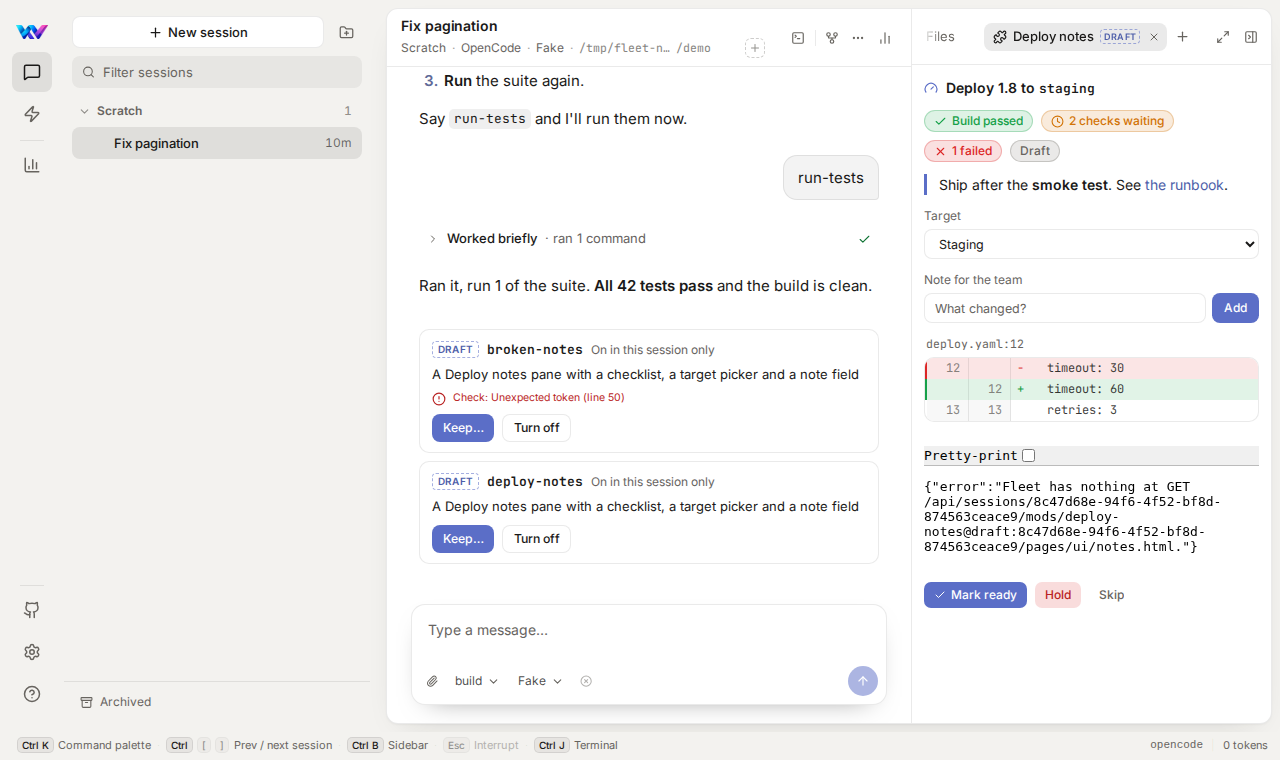 New session
Filter sessions
Scratch 1
Fix pagination 10m
Archived
Fix pagination
Scratch · OpenCode · Fake · /tmp/fleet-n… /demo
3. Run the suite again.
Say run-tests and I'll run them now.
run-tests
Worked briefly · ran 1 command
Ran it, run 1 of the suite. All 42 tests pass and the build is clean.
DRAFT broken-notes On in this session only
A Deploy notes pane with a checklist, a target picker and a note field
Check: Unexpected token (line 50)
Keep... Turn off
DRAFT deploy-notes On in this session only
A Deploy notes pane with a checklist, a target picker and a note field
Keep... Turn off
Type a message...
build Fake
Files Deploy notes DRAFT
Deploy 1.8 to staging
Build passed 2 checks waiting
1 failed Draft
Ship after the smoke test. See the runbook.
Target
Staging
Note for the team
What changed? Add
deploy.yaml:12
12 - timeout: 30
12 + timeout: 60
13 13 retries: 3
Pretty-print
{"error":"Fleet has nothing at GET
/api/sessions/8c47d68e-94f6-4f52-bf8d-
874563ceace9/mods/deploy-
notes@draft:8c47d68e-94f6-4f52-bf8d-
874563ceace9/pages/ui/notes.html."}
Mark ready Hold Skip
Ctrl K Command palette Ctrl [ ] Prev / next session Ctrl B Sidebar Esc Interrupt Ctrl J Terminal opencode 0 tokens